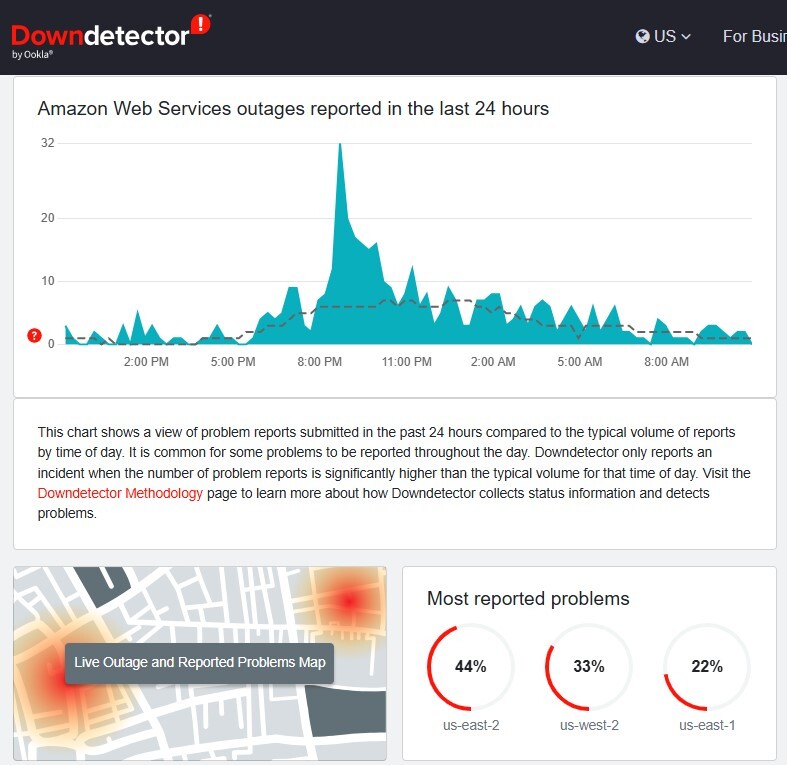 Downdetector!
by Ookla®
US
For Busi
Amazon Web Services outages reported in the last 24 hours
32
20
10
?
0
2:00 PM
5:00 PM
8:00 PM
11:00 PM
2:00 AM
5:00 AM
8:00 AM
This chart shows a view of problem reports submitted in the past 24 hours compared to the typical volume of reports
by time of day. It is common for some problems to be reported throughout the day. Downdetector only reports an
incident when the number of problem reports is significantly higher than the typical volume for that time of day. Visit the
Downdetector Methodology page to learn more about how Downdetector collects status information and detects
problems.
Live Outage and Reported Problems Map
Most reported problems
44%
33%
22%
us-east-2
us-west-2
us-east-1